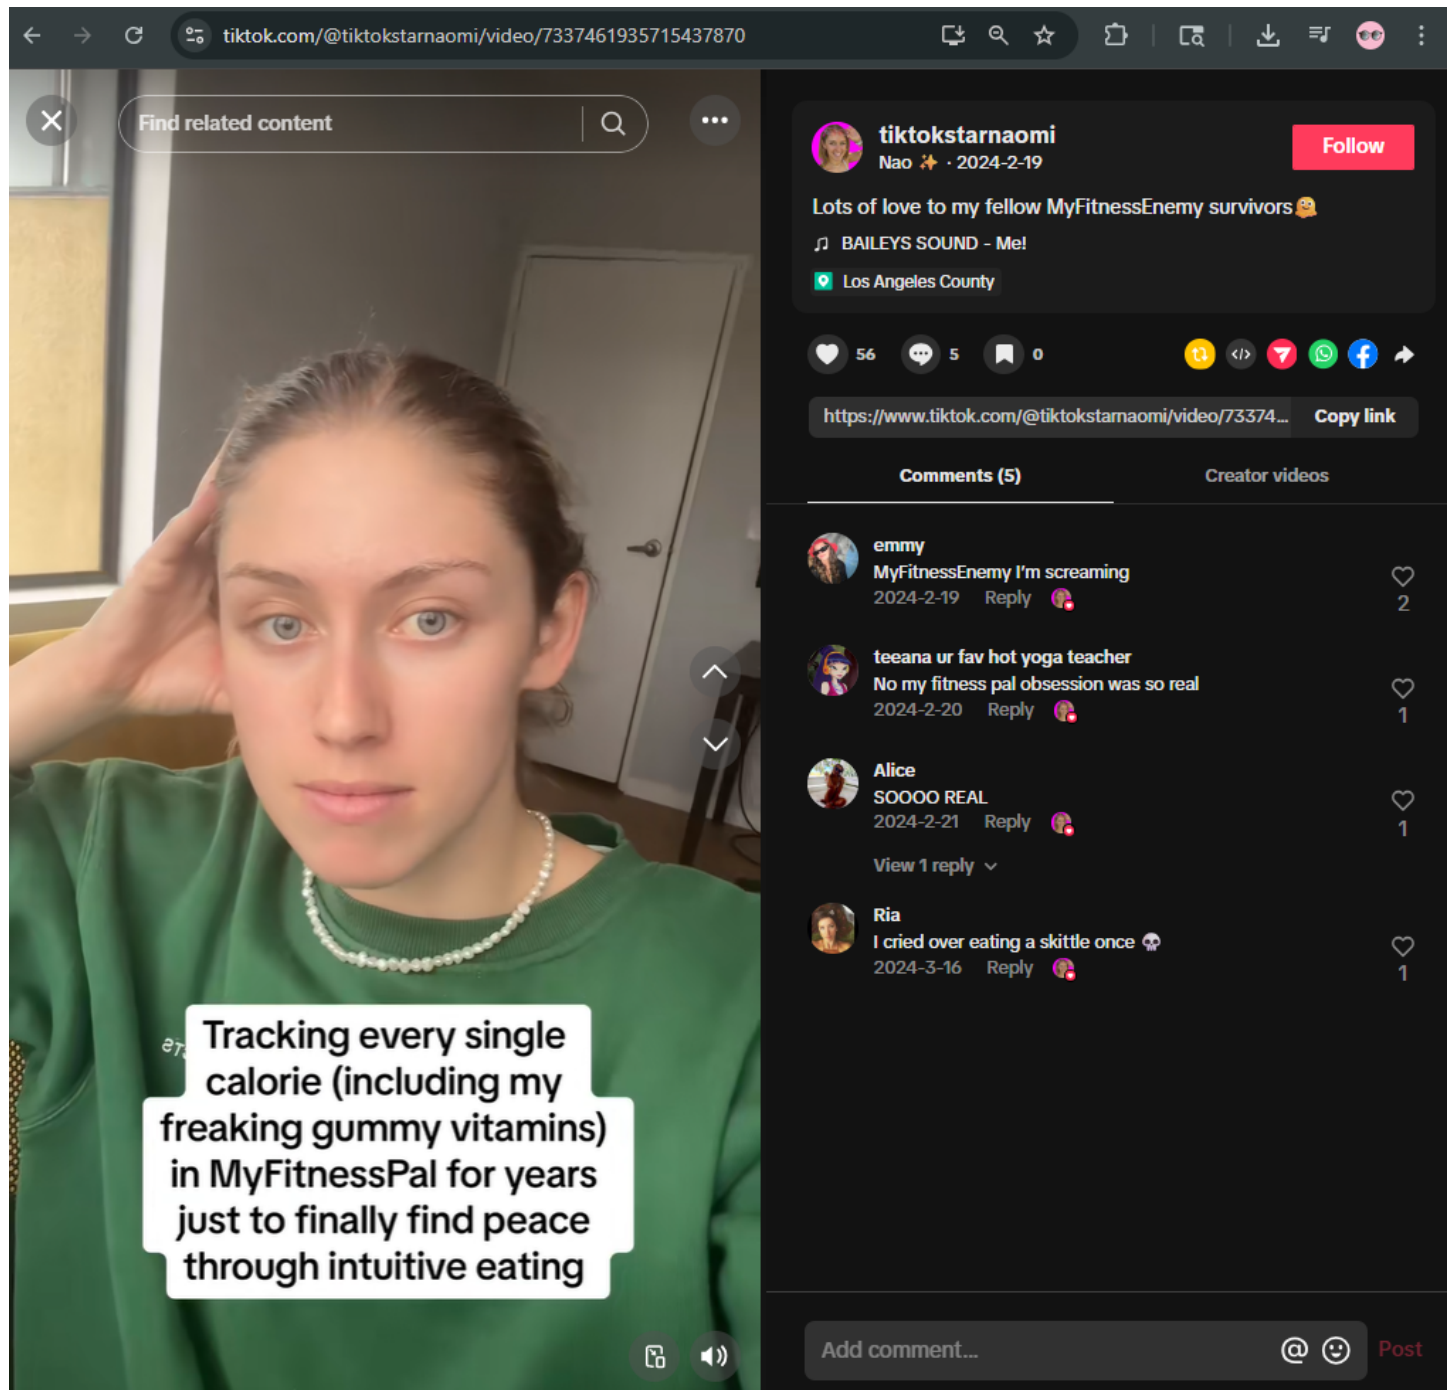 tiktok.com/@tiktokstarnaomi/video/7337461935715437870
Find related content
Tracking every single
calorie (including my
freaking gummy vitamins)
in MyFitnessPal for years
just to finally find peace
through intuitive eating
tiktokstarnaomi
Nao ✨ · 2024-2-19
Follow
Lots of love to my fellow MyFitnessEnemy survivors🫠
BAILEYS SOUND - Me!
Los Angeles County
56
5
0
https://www.tiktok.com/@tiktokstarnaomi/video/73374...
Copy link
Comments (5)
Creator videos
emmy
MyFitnessEnemy I'm screaming
2024-2-19 Reply
2
teeana ur fav hot yoga teacher
No my fitness pal obsession was so real
2024-2-20 Reply
1
Alice
SOOOO REAL
2024-2-21 Reply
1
View 1 reply
Ria
I cried over eating a skittle once 💀
2024-3-16 Reply
1
Add comment...
@
Post